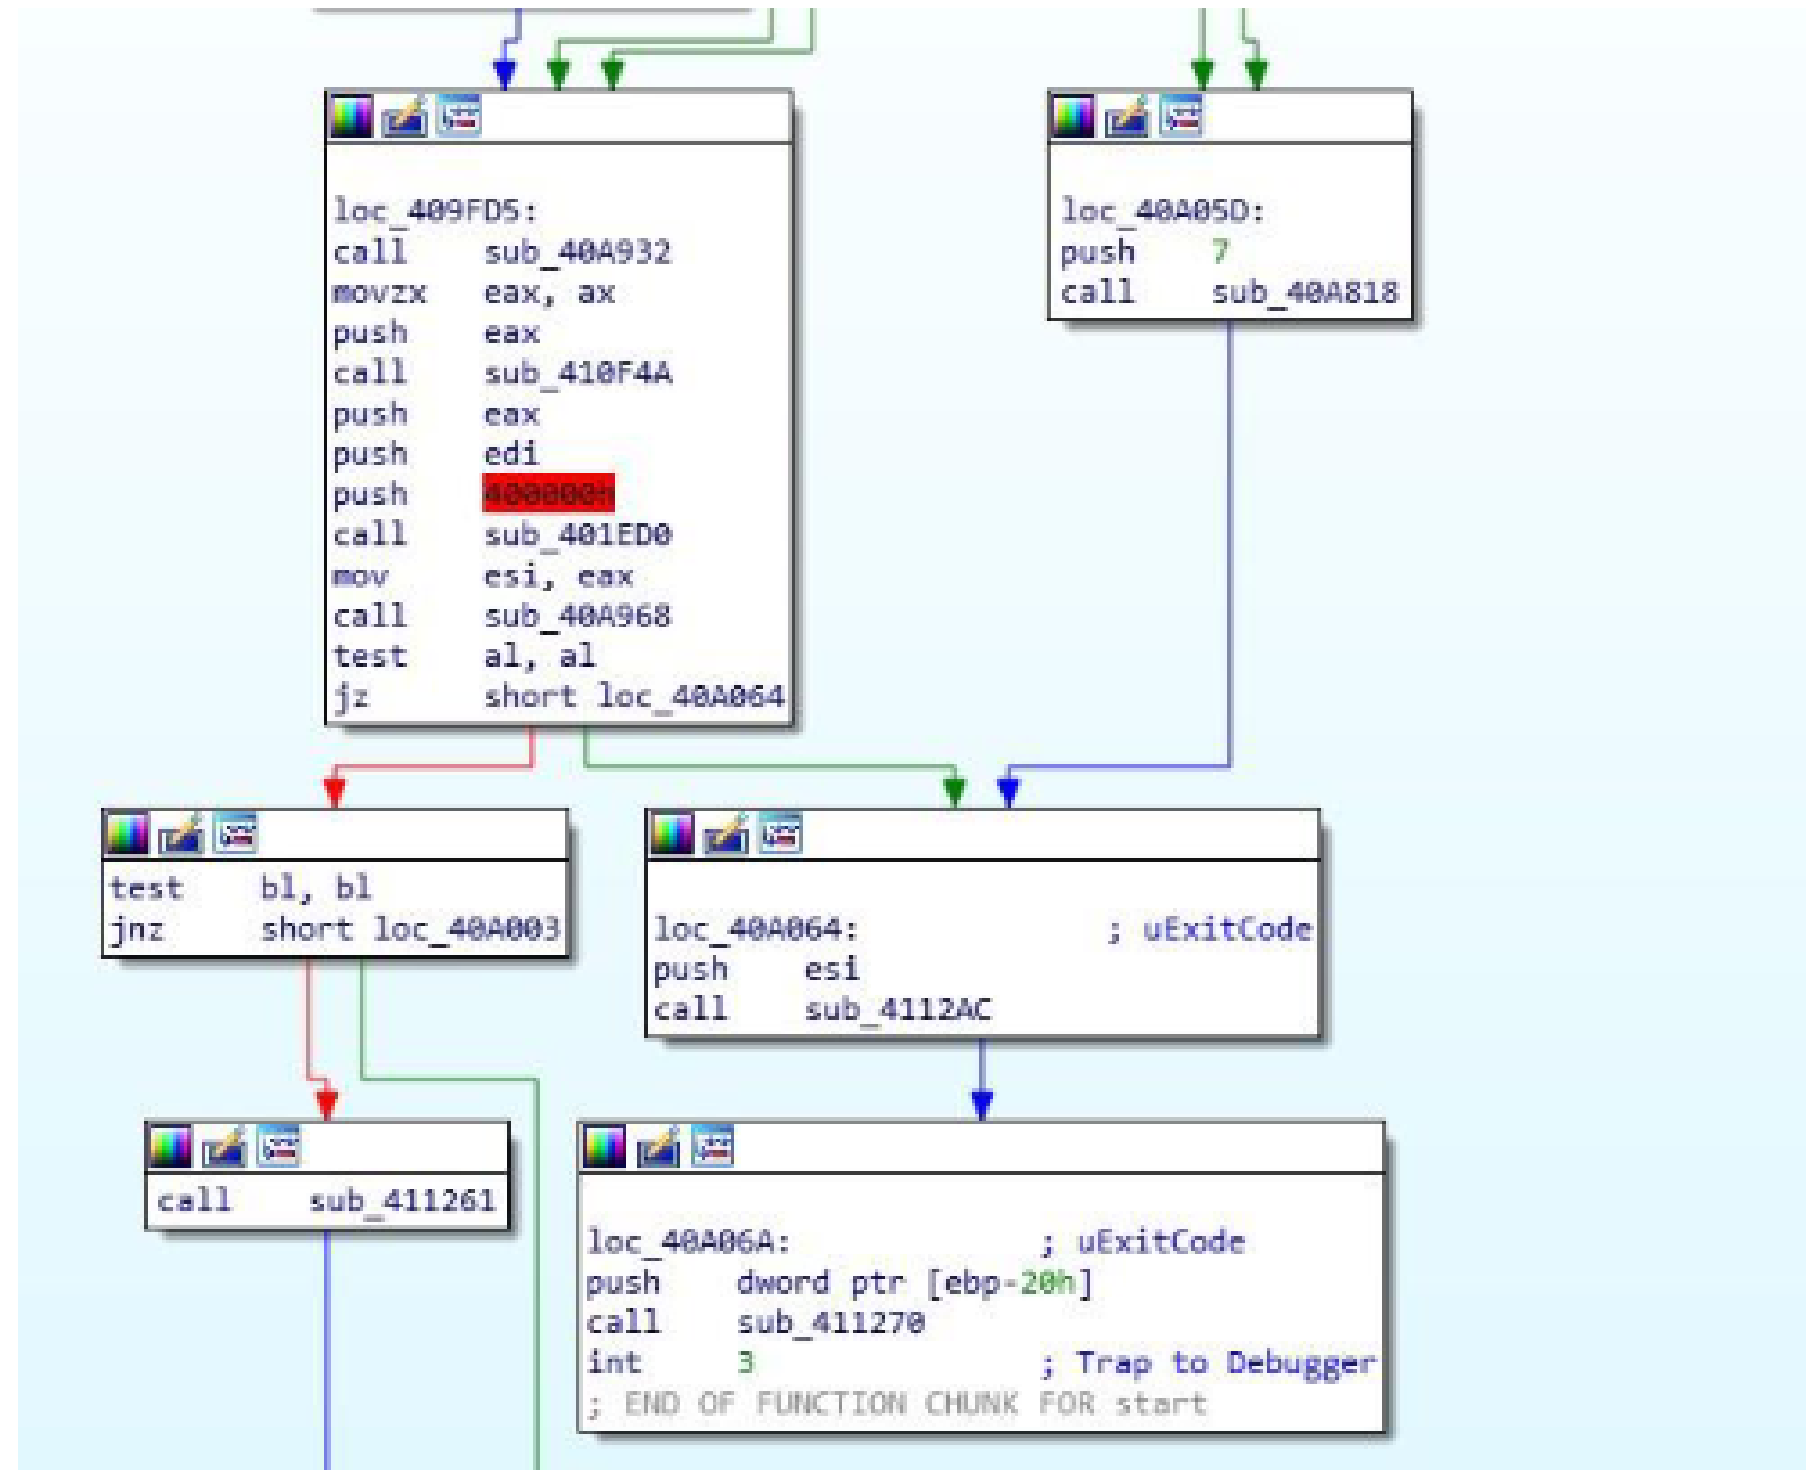 loc_409FD5:
call sub_40A932
movzx eax, ax
push eax
call sub_410F4A
push eax
push edi
push 400000h
call sub_401ED0
mov esi, eax
call sub_40A968
test al, al
jz short loc_40A064
loc_40A05D:
push 7
call sub_40A818
test bl, bl
jnz short loc_40A003
loc_40A064: ; uExitCode
push esi
call sub_4112AC
call sub_411261
loc_40A06A: ; uExitCode
push dword ptr [ebp-20h]
call sub_411270
int 3 ; Trap to Debugger
; END OF FUNCTION CHUNK FOR start